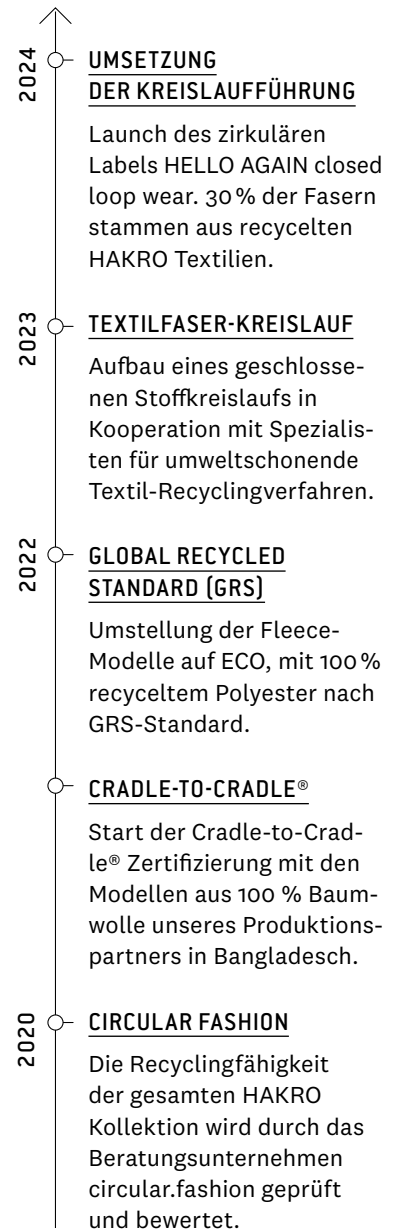 2024
UMSETZUNG
DER KREISLAUFFÜHRUNG
Launch des zirkulären
Labels HELLO AGAIN closed
loop wear. 30 % der Fasern
stammen aus recycelten
HAKRO Textilien.
2023
TEXTILFASER-KREISLAUF
Aufbau eines geschlosse-
nen Stoffkreislaufs in
Kooperation mit Spezialis-
ten für umweltschonende
Textil-Recyclingverfahren.
2022
GLOBAL RECYCLED
STANDARD (GRS)
Umstellung der Fleece-
Modelle auf ECO, mit 100 %
recyceltem Polyester nach
GRS-Standard.
CRADLE-TO-CRADLE®
Start der Cradle-to-Crad-
le® Zertifizierung mit den
Modellen aus 100 % Baum-
wolle unseres Produktions-
partners in Bangladesch.
2020
CIRCULAR FASHION
Die Recyclingfähigkeit
der gesamten HAKRO
Kollektion wird durch das
Beratungsunternehmen
circular.fashion geprüft
und bewertet.